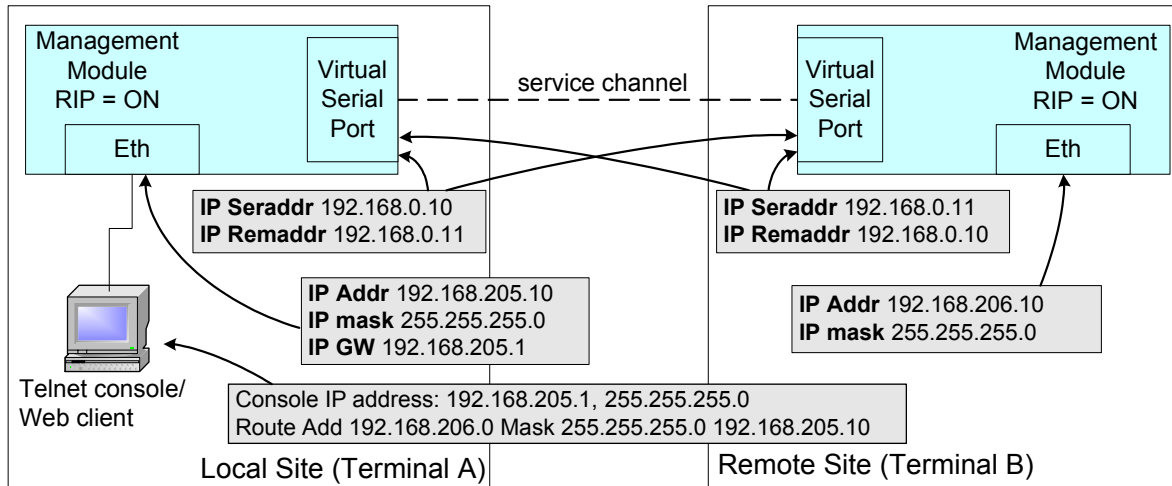 Management
Module
RIP = ON
Eth
Virtual
Serial
Port
service channel
Virtual
Serial
Port
Management
Module
RIP = ON
Eth
IP Seraddr 192.168.0.10
IP Remaddr 192.168.0.11
IP Seraddr 192.168.0.11
IP Remaddr 192.168.0.10
IP Addr 192.168.205.10
IP mask 255.255.255.0
IP GW 192.168.205.1
IP Addr 192.168.206.10
IP mask 255.255.255.0
Telnet console/
Web client
Console IP address: 192.168.205.1, 255.255.255.0
Route Add 192.168.206.0 Mask 255.255.255.0 192.168.205.10
Local Site (Terminal A)
Remote Site (Terminal B)